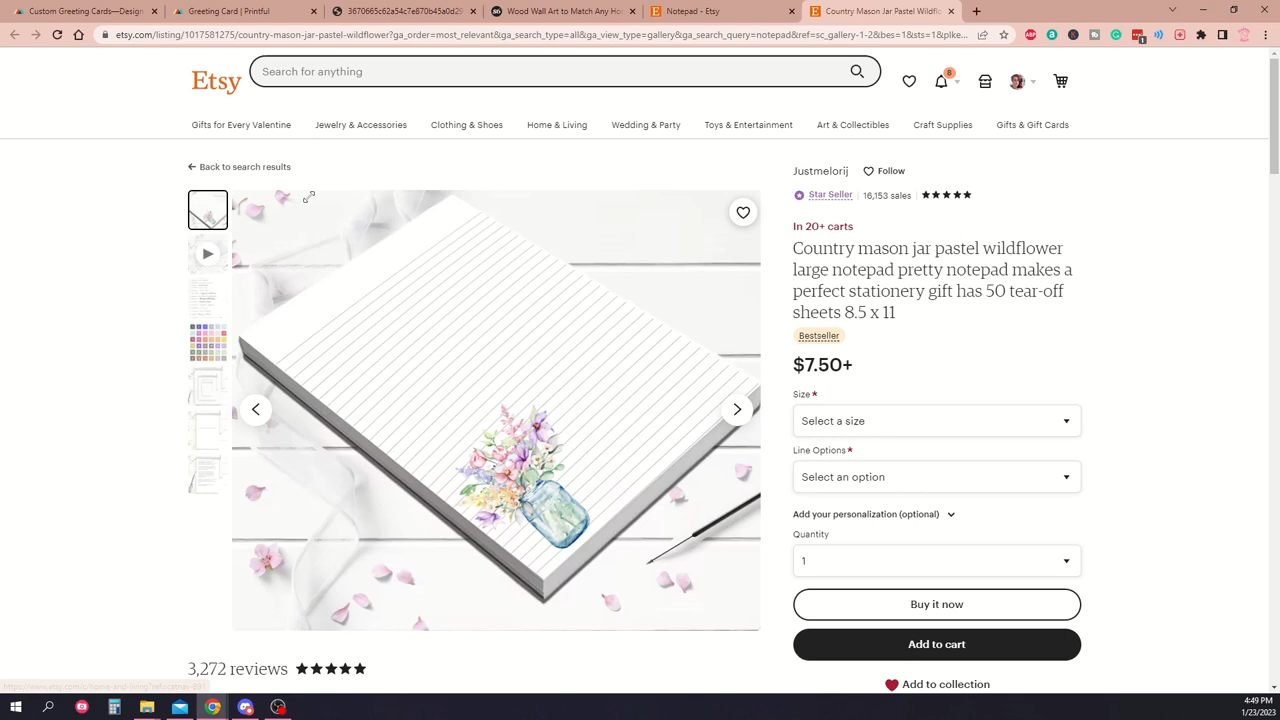 Custom Greeting Cards - Design
3670665c62a74c7e870b45a0d29
Wooden Wall Art to Match Any Ho
Notepad - Etsy
Country Mason Jar Pastel Wildflo
etsy.com/listing/1017581275/country-mason-jar-pastel-wildflower?ga_order=most_relevant&ga_search_type=all&ga_view_type=gallery&ga_search_query=notepad&ref=sc_gallery-1-2&bes=1&sts=1&plke...
1
Etsy
Search for anything
8
Gifts for Every Valentine
Jewelry & Accessories
Clothing & Shoes
Home & Living
Wedding & Party
Toys & Entertainment
Art & Collectibles
Craft Supplies
Gifts & Gift Cards
Back to search results
Justmelorij
Follow
Star Seller
16,153 sales
In 20+ carts
Country mason jar pastel wildflower
large notepad pretty notepad makes a
perfect stationery gift has 50 tear-off
sheets 8.5 x 11
Bestseller
$7.50+
Size *
Select a size
Line Options *
Select an option
Add your personalization (optional)
Quantity
1
Buy it now
Add to cart
Add to collection
3,272 reviews
4:49 PM
1/23/2023